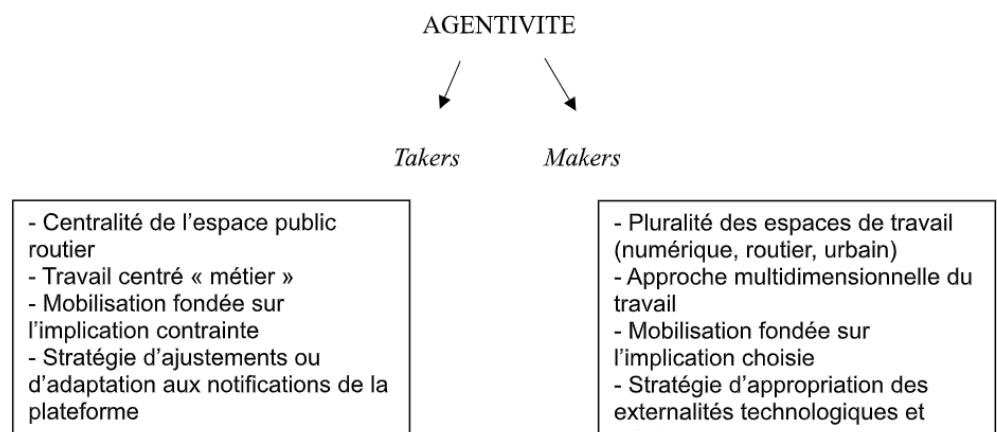 AGENTIVITE
Takers
Makers
- Centralité de l'espace public
routier
- Travail centré « métier »
- Mobilisation fondée sur
l'implication contrainte
- Stratégie d'ajustements ou
d'adaptation aux notifications de la
plateforme
- Pluralité des espaces de travail
(numérique, routier, urbain)
- Approche multidimensionnelle du
travail
- Mobilisation fondée sur
l'implication choisie
- Stratégie d'appropriation des
externalités technologiques et